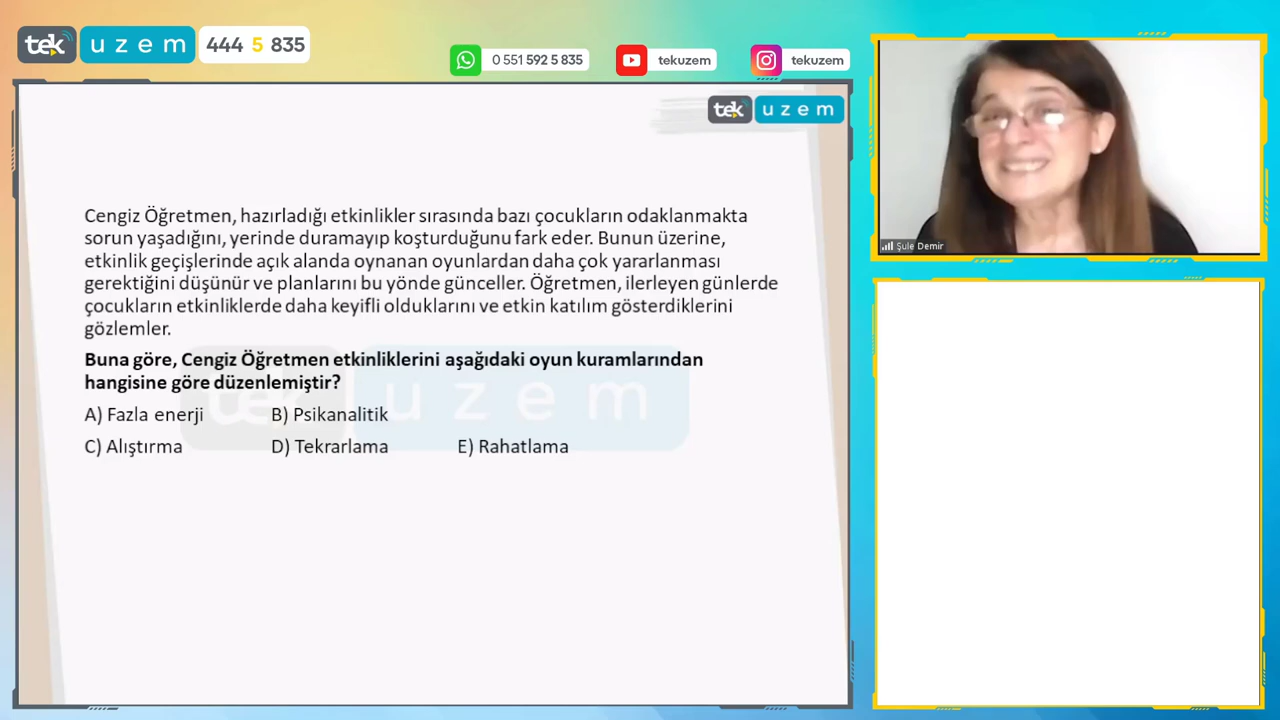 tek uzem 444 5 835
0 551 592 5 835
tekuzem
tekuzem
tek uzem
Şule Demir
Cengiz Öğretmen, hazırladığı etkinlikler sırasında bazı çocukların odaklanmakta
sorun yaşadığını, yerinde duramayıp koşturduğunu fark eder. Bunun üzerine,
etkinlik geçişlerinde açık alanda oynanan oyunlardan daha çok yararlanması
gerektiğini düşünür ve planlarını bu yönde günceller. Öğretmen, ilerleyen günlerde
çocukların etkinliklerde daha keyifli olduklarını ve etkin katılım gösterdiklerini
gözlemler.
Buna göre, Cengiz Öğretmen etkinliklerini aşağıdaki oyun kuramlarından
hangisine göre düzenlemiştir?
A) Fazla enerji B) Psikanalitik
C) Alıştırma D) Tekrarlama E) Rahatlama
tek uzem